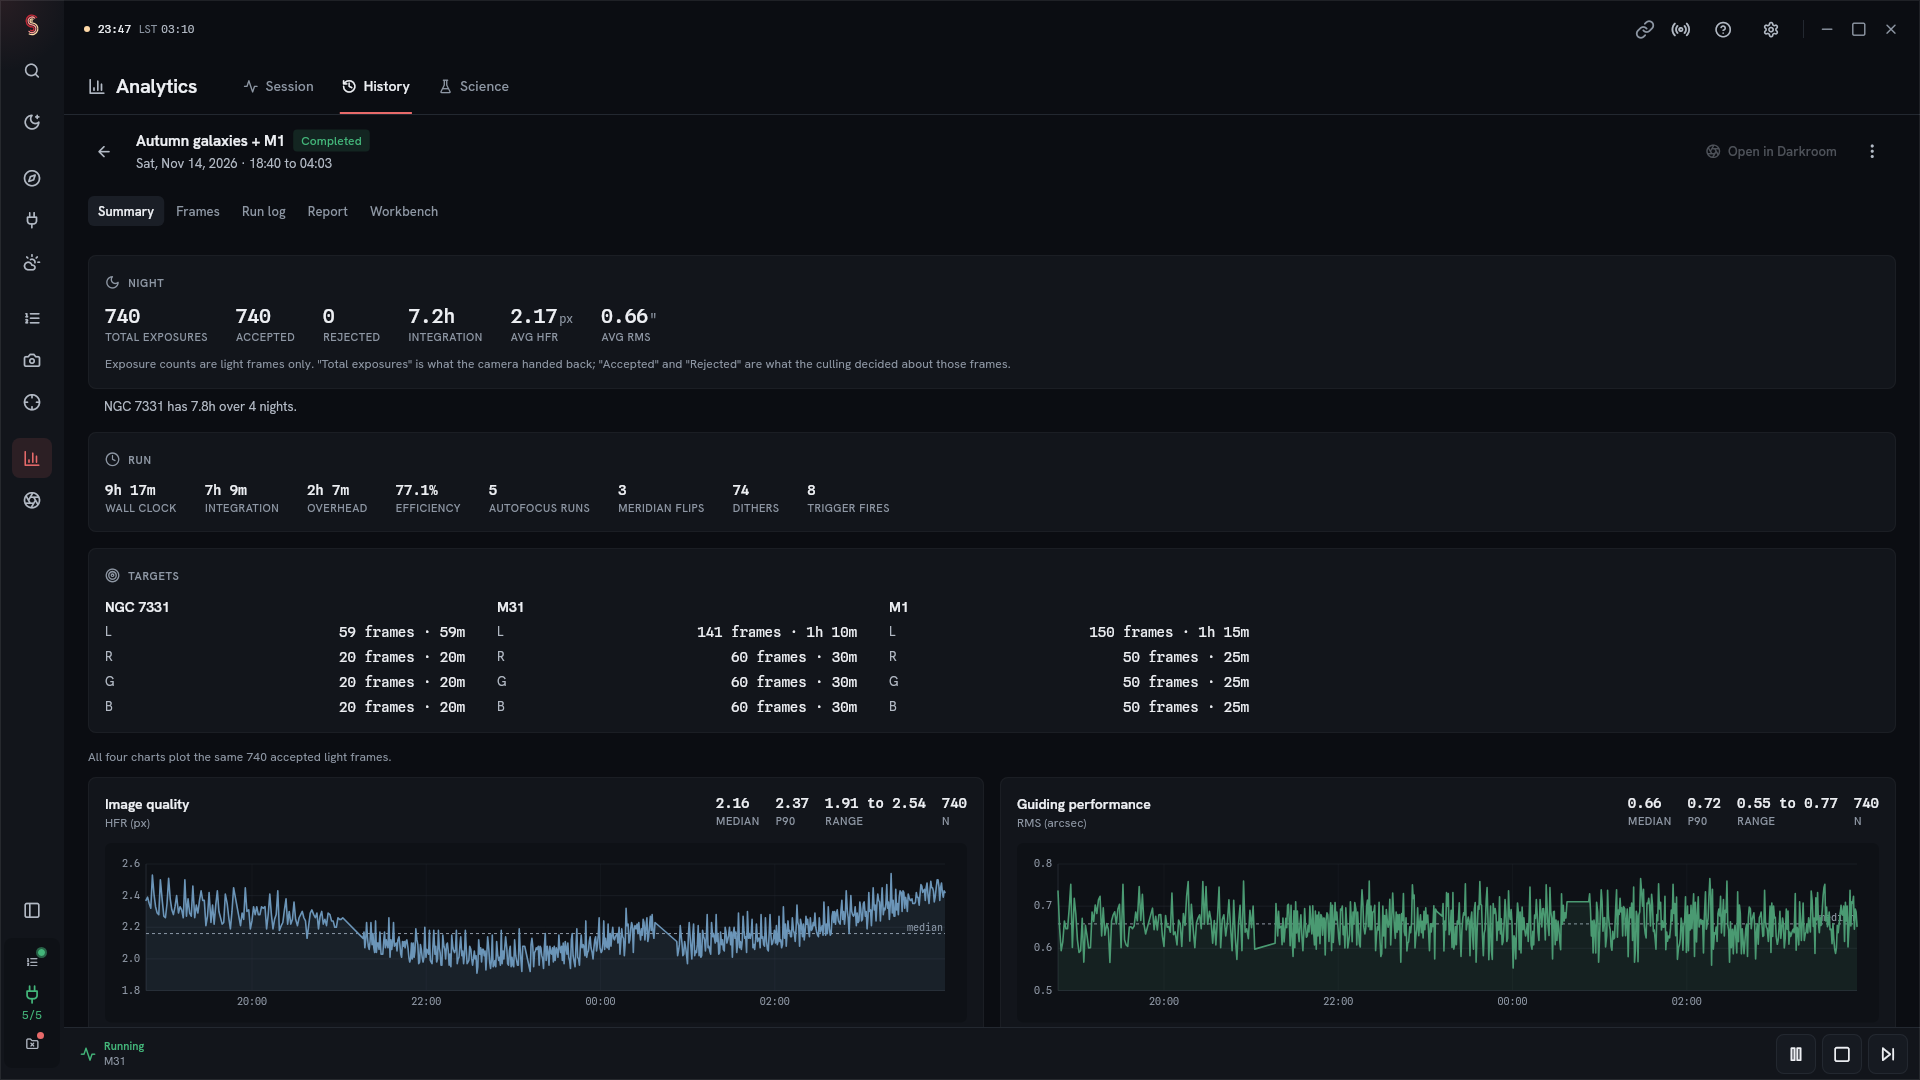 23:47 LST 03:10
Analytics Session History Science
Autumn galaxies + M1 Completed
Sat, Nov 14, 2026 · 18:40 to 04:03
Open in Darkroom
Summary Frames Run log Report Workbench
NIGHT
740 740 0 7.2h 2.17 px 0.66 "
TOTAL EXPOSURES ACCEPTED REJECTED INTEGRATION AVG HFR AVG RMS
Exposure counts are light frames only. "Total exposures" is what the camera handed back; "Accepted" and "Rejected" are what the culling decided about those frames.
NGC 7331 has 7.8h over 4 nights.
RUN
9h 17m 7h 9m 2h 7m 77.1% 5 3 74 8
WALL CLOCK INTEGRATION OVERHEAD EFFICIENCY AUTOFOCUS RUNS MERIDIAN FLIPS DITHERS TRIGGER FIRES
TARGETS
NGC 7331 M31 M1
L 59 frames · 59m L 141 frames · 1h 10m L 150 frames · 1h 15m
R 20 frames · 20m R 60 frames · 30m R 50 frames · 25m
G 20 frames · 20m G 60 frames · 30m G 50 frames · 25m
B 20 frames · 20m B 60 frames · 30m B 50 frames · 25m
All four charts plot the same 740 accepted light frames.
Image quality 2.16 2.37 1.91 to 2.54 740
HFR (px) MEDIAN P90 RANGE N
2.6
2.4
2.2
median
2.0
1.8
20:00 22:00 00:00 02:00
Guiding performance 0.66 0.72 0.55 to 0.77 740
RMS (arcsec) MEDIAN P90 RANGE N
0.8
0.7
median
0.6
0.5
20:00 22:00 00:00 02:00
5/5
Running
M31